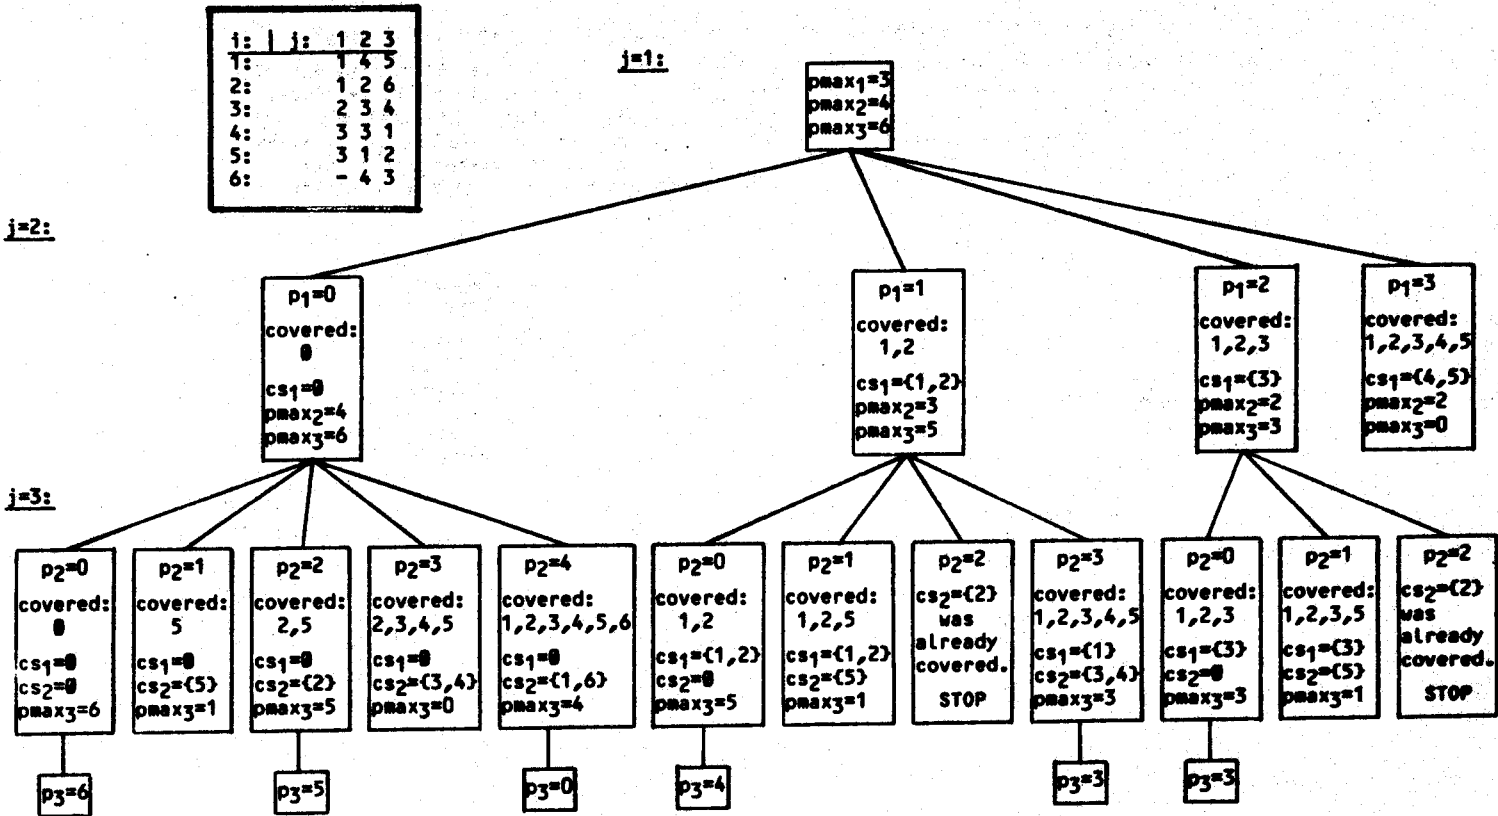 i: | j: 1 2 3
1: 1 4 5
2: 1 2 6
3: 2 3 4
4: 3 3 1
5: 3 1 2
6: - 4 3
j=1:
pmax1=3
pmax2=4
pmax3=6
j=2:
p1=0
covered:
0
cs1=0
pmax2=4
pmax3=6
p1=1
covered:
1,2
cs1={1,2}
pmax2=3
pmax3=5
p1=2
covered:
1,2,3
cs1={3}
pmax2=2
pmax3=3
p1=3
covered:
1,2,3,4,5
cs1={4,5}
pmax2=2
pmax3=0
j=3:
p2=0
covered:
0
cs1=0
cs2=0
pmax3=6
p2=1
covered:
5
cs1=0
cs2={5}
pmax3=1
p2=2
covered:
2,5
cs1=0
cs2={2}
pmax3=5
p2=3
covered:
2,3,4,5
cs1=0
cs2={3,4}
pmax3=0
p2=4
covered:
1,2,3,4,5,6
cs1=0
cs2={1,6}
pmax3=4
p2=0
covered:
1,2
cs1={1,2}
cs2=0
pmax3=5
p2=1
covered:
1,2,5
cs1={1,2}
cs2={5}
pmax3=1
p2=2
cs2={2}
was
already
covered.
STOP
p2=3
covered:
1,2,3,4,5
cs1={1}
cs2={3,4}
pmax3=3
p2=0
covered:
1,2,3
cs1={3}
cs2=0
pmax3=3
p2=1
covered:
1,2,3,5
cs1={3}
cs2={5}
pmax3=1
p2=2
cs2={2}
was
already
covered.
STOP
p3=6
p3=5
p3=0
p3=4
p3=3
p3=3